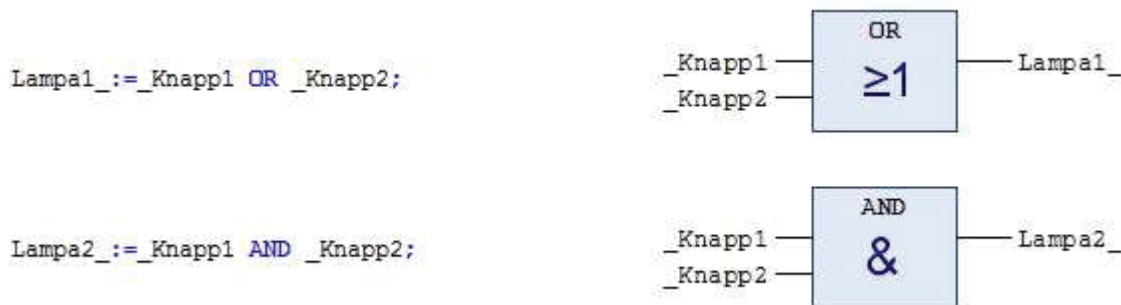 Lampa1_:=_Knapp1 OR _Knapp2;
OR
_Knapp1
≥1
Lampa1_
_Knapp2
Lampa2_:=_Knapp1 AND _Knapp2;
AND
_Knapp1
&
Lampa2_
_Knapp2